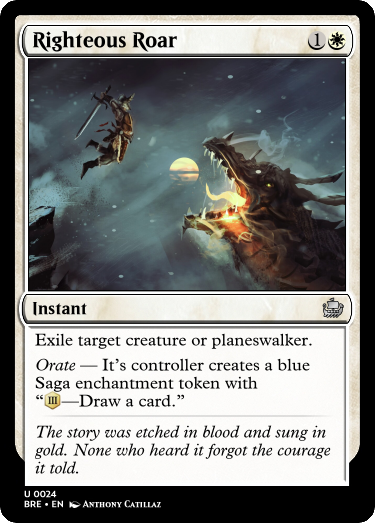 Righteous Roar 1
Instant
Exile target creature or planeswalker.
Orate — It's controller creates a blue
Saga enchantment token with
“III—Draw a card.”
The story was etched in blood and sung in
gold. None who heard it forgot the courage
it told.
U 0024
BRE • EN Anthony Catillaz